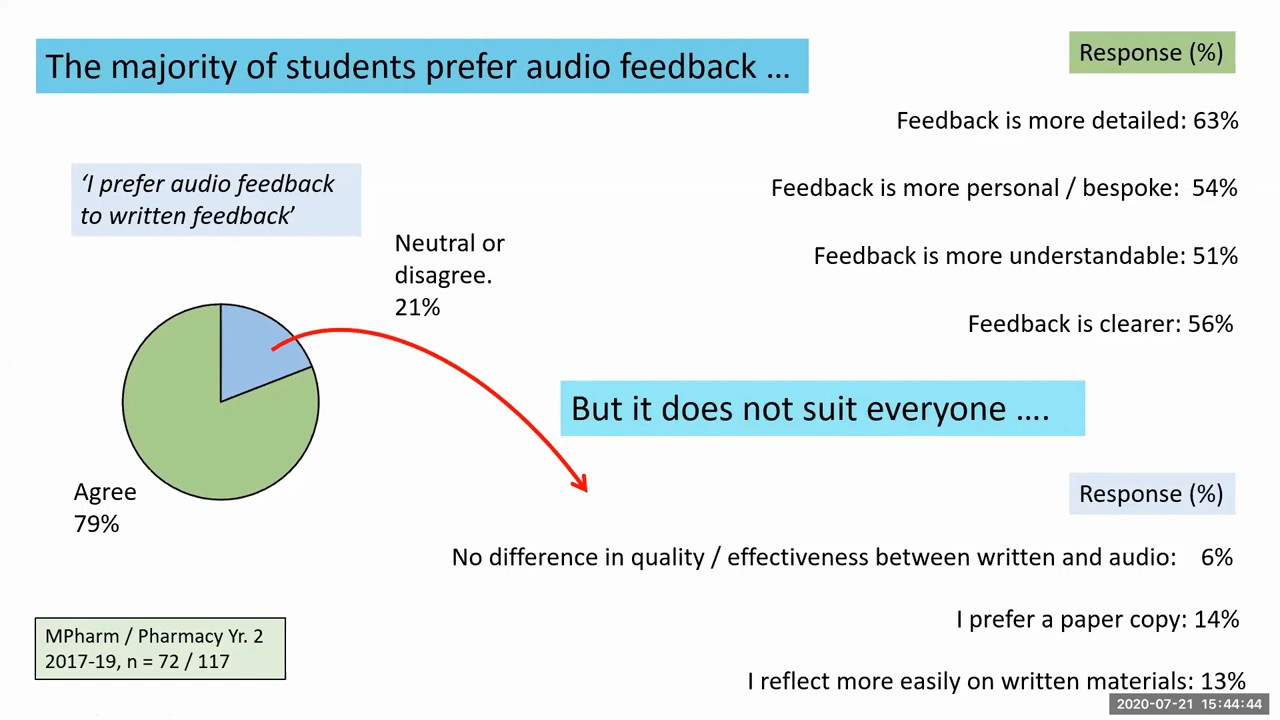 The majority of students prefer audio feedback ...
Response (%)
Feedback is more detailed: 63%
‘I prefer audio feedback
to written feedback’
Feedback is more personal / bespoke: 54%
Neutral or
disagree.
21%
Feedback is more understandable: 51%
Feedback is clearer: 56%
But it does not suit everyone ....
Agree
79%
Response (%)
No difference in quality / effectiveness between written and audio: 6%
MPharm / Pharmacy Yr. 2
2017-19, n = 72 / 117
I prefer a paper copy: 14%
I reflect more easily on written materials: 13%
2020-07-21 15:44:44